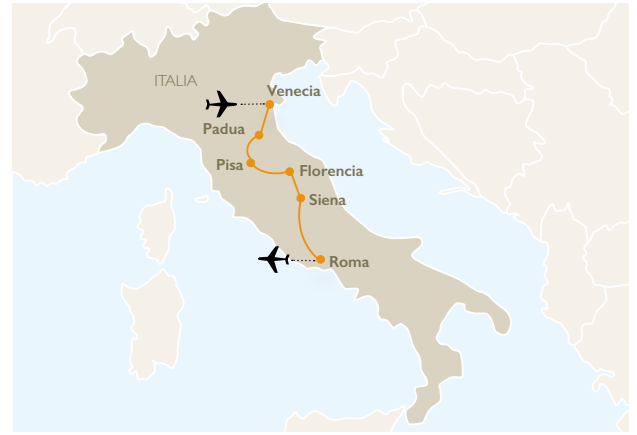 ITALIA
Venecia
Padua
Pisa
Florencia
Siena
Roma